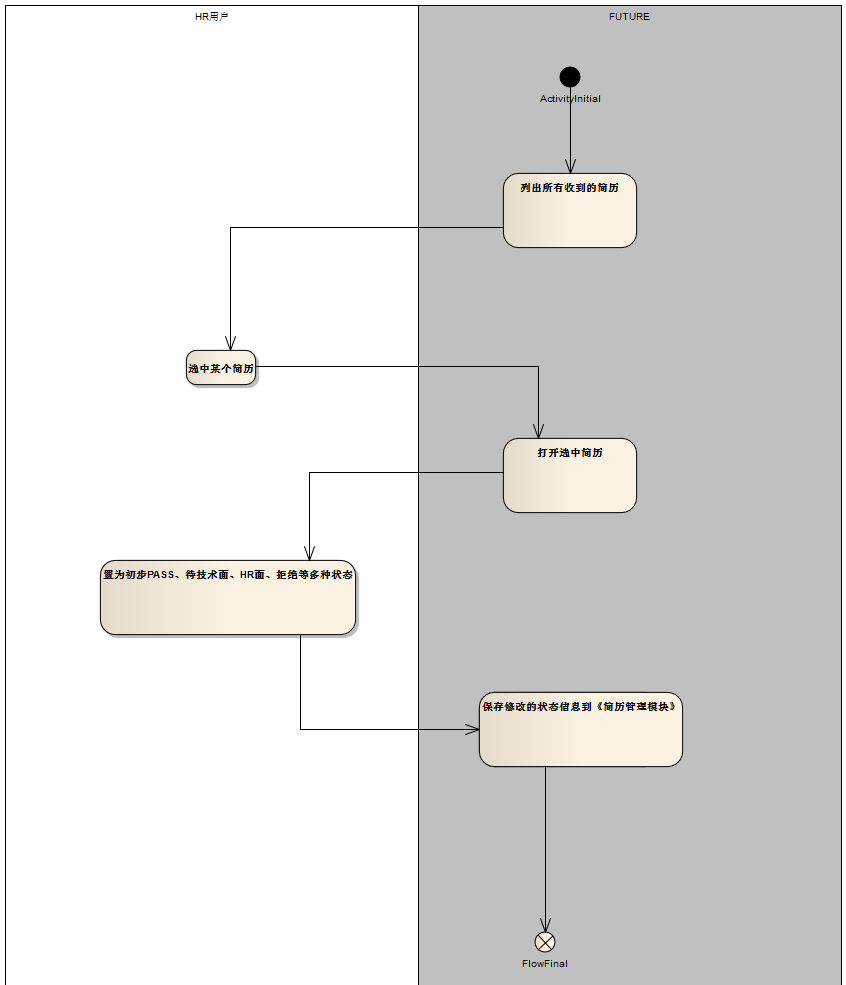 HR用户
FUTURE
ActivityInitial
列出所有收到的简历
选中某个简历
打开选中简历
置为初步PASS、待技术面、HR面、拒绝等多种状态
保存修改的状态信息到《简历管理模块》
FlowFinal